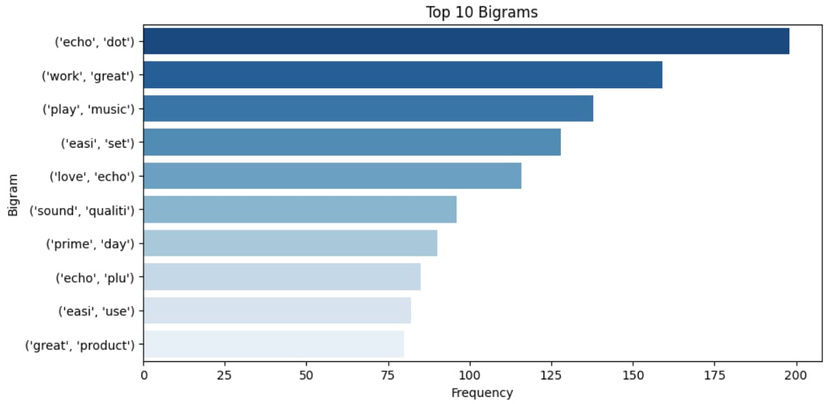 Top 10 Bigrams
Bigram
('echo', 'dot')
('work', 'great')
('play', 'music')
('easi', 'set')
('love', 'echo')
('sound', 'qualiti')
('prime', 'day')
('echo', 'plu')
('easi', 'use')
('great', 'product')
0 25 50 75 100 125 150 175 200
Frequency